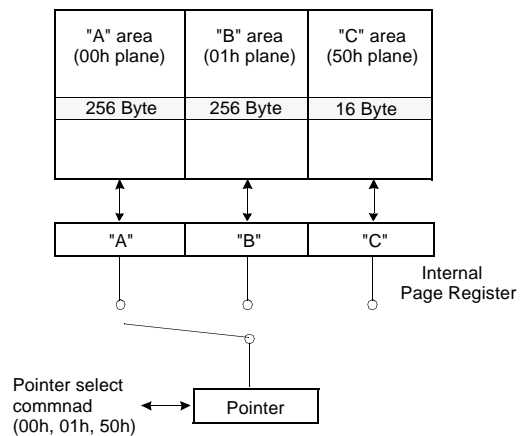 "A" area
(00h plane)
"B" area
(01h plane)
"C" area
(50h plane)
256 Byte
256 Byte
16 Byte
"A"
"B"
"C"
Internal
Page Register
Pointer select
commnad
(00h, 01h, 50h)
Pointer